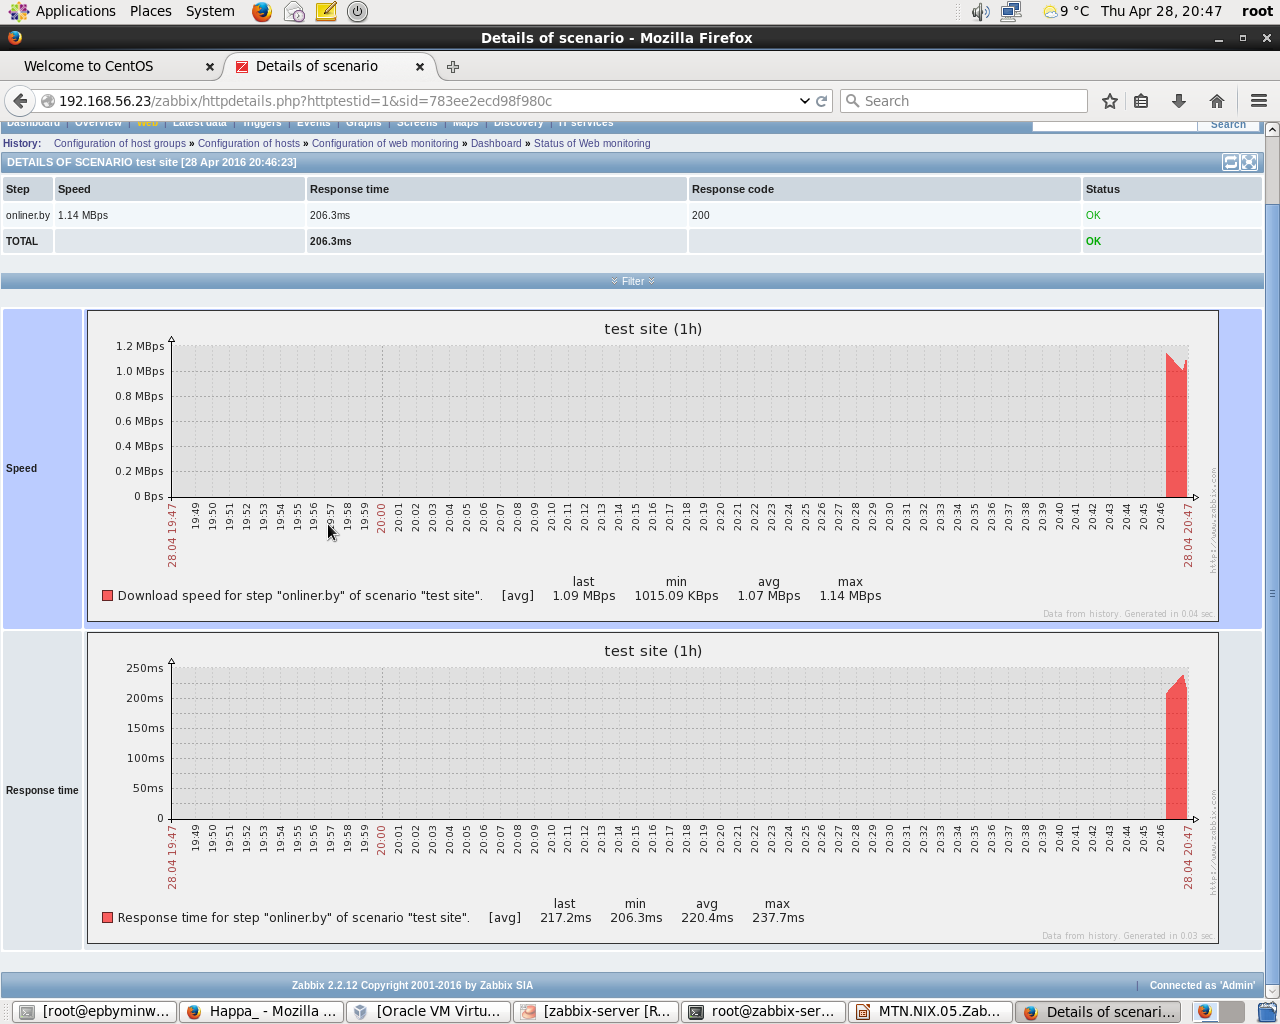 Applications Places System 9 °C Thu Apr 28, 20:47 root
Details of scenario - Mozilla Firefox
Welcome to CentOS Details of scenario
192.168.56.23/zabbix/httpdetails.php?httptestid=1&sid=783ee2ecd98f980c Search
Dashboard | Overview | Web | Latest data | Triggers | Events | Graphs | Screens | Maps | Discovery | IT services Search
History: Configuration of host groups » Configuration of hosts » Configuration of web monitoring » Dashboard » Status of Web monitoring
DETAILS OF SCENARIO test site [28 Apr 2016 20:46:23]
Step Speed Response time Response code Status
onliner.by 1.14 MBps 206.3ms 200 OK
TOTAL 206.3ms OK
Filter
Speed
test site (1h)
1.2 MBps
1.0 MBps
0.8 MBps
0.6 MBps
0.4 MBps
0.2 MBps
0 Bps
28.04 19:47 19:49 19:50 19:51 19:52 19:53 19:54 19:55 19:56 19:57 19:58 19:59 20:00 20:01 20:02 20:03 20:04 20:05 20:06 20:07 20:08 20:09 20:10 20:11 20:12 20:13 20:14 20:15 20:16 20:17 20:18 20:19 20:20 20:21 20:22 20:23 20:24 20:25 20:26 20:27 20:28 20:29 20:30 20:31 20:32 20:33 20:34 20:35 20:36 20:37 20:38 20:39 20:40 20:41 20:42 20:43 20:44 20:45 20:46 28.04 20:47
http://www.zabbix.com
last min avg max
Download speed for step "onliner.by" of scenario "test site". [avg] 1.09 MBps 1015.09 KBps 1.07 MBps 1.14 MBps
Data from history. Generated in 0.04 sec.
Response time
test site (1h)
250ms
200ms
150ms
100ms
50ms
0
28.04 19:47 19:49 19:50 19:51 19:52 19:53 19:54 19:55 19:56 19:57 19:58 19:59 20:00 20:01 20:02 20:03 20:04 20:05 20:06 20:07 20:08 20:09 20:10 20:11 20:12 20:13 20:14 20:15 20:16 20:17 20:18 20:19 20:20 20:21 20:22 20:23 20:24 20:25 20:26 20:27 20:28 20:29 20:30 20:31 20:32 20:33 20:34 20:35 20:36 20:37 20:38 20:39 20:40 20:41 20:42 20:43 20:44 20:45 20:46 28.04 20:47
http://www.zabbix.com
last min avg max
Response time for step "onliner.by" of scenario "test site". [avg] 217.2ms 206.3ms 220.4ms 237.7ms
Data from history. Generated in 0.03 sec.
Zabbix 2.2.12 Copyright 2001-2016 by Zabbix SIA | Connected as 'Admin'
[root@epbyminw... Happa_ - Mozilla ... [Oracle VM Virtu... [zabbix-server [R... root@zabbix-ser... MTN.NIX.05.Zab... Details of scenari...